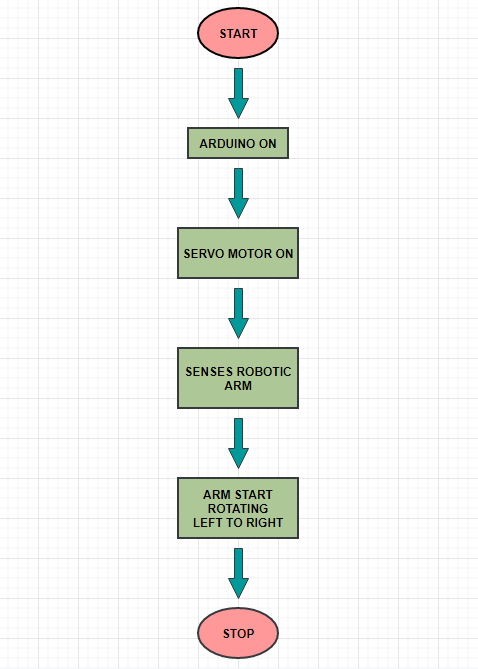 START
ARDUINO ON
SERVO MOTOR ON
SENSES ROBOTIC
ARM
ARM START
ROTATING
LEFT TO RIGHT
STOP